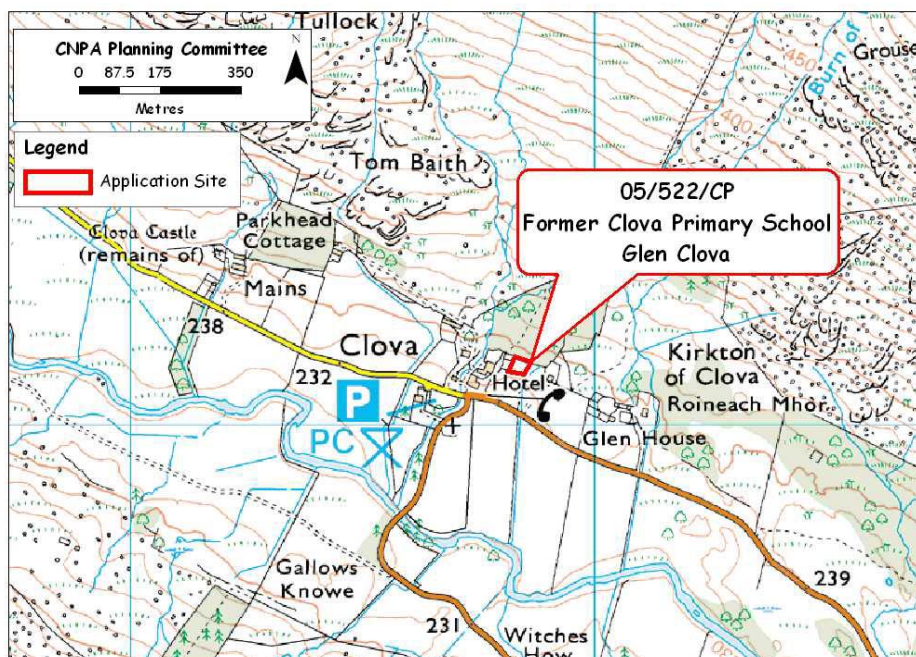 CNPA Planning Committee
N
0 87.5 175 350
Metres
Legend
Application Site
Tullock
450
Burn of
Grouse
400
Tom Baith
05/522/CP
Former Clova Primary School
Glen Clova
Clova Castle
(remains of)
Parkhead
Cottage
Mains
238
Clova
232
Hotel
Kirkton
of Clova
Roineach Mhor
P
PC
Glen House
Gallows
Knowe
239
231
Witches
How